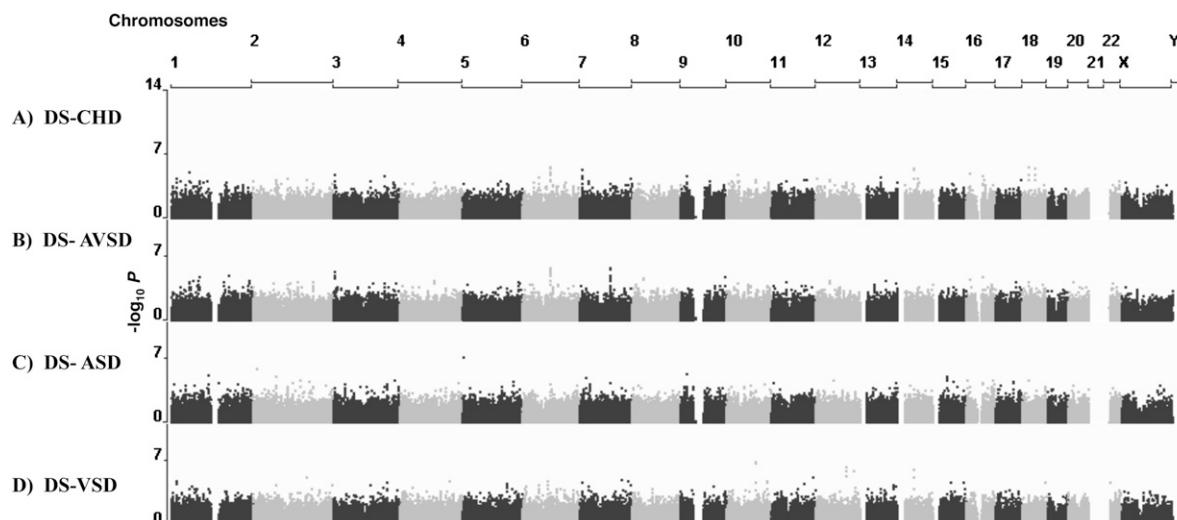 Chromosomes
2 4 6 8 10 12 14 16 18 20 22 Y
1 3 5 7 9 11 13 15 17 19 21 X
14
A) DS-CHD
7
0
B) DS- AVSD
7
-log10 P
0
C) DS- ASD
7
0
D) DS-VSD
7
0